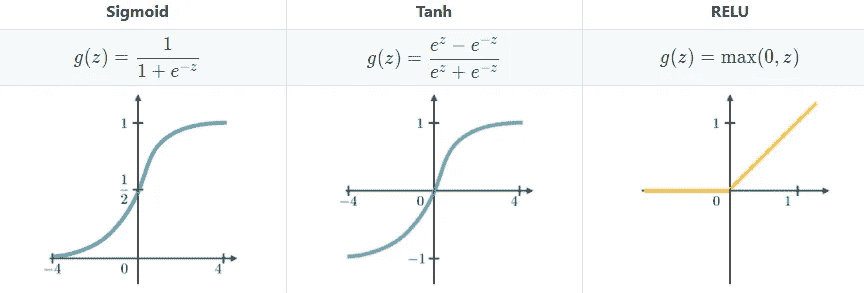 Sigmoid
Tanh
RELU
g(z) = 1 / (1 + e^{-z})
g(z) = (e^z − e^{-z}) / (e^z + e^{-z})
g(z) = max(0, z)
1
1/2
−4
0
4
1
−4
0
4
−1
1
0
1